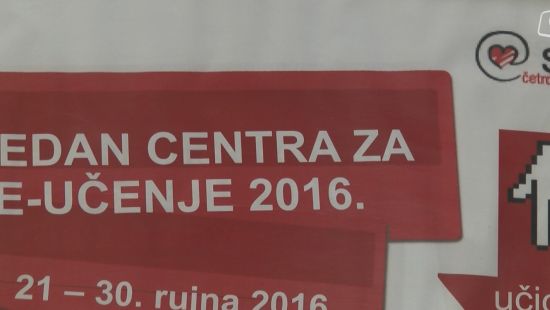 EDAN CENTRA ZA
E-UČENJE 2016.
21 – 30. rujna 2016